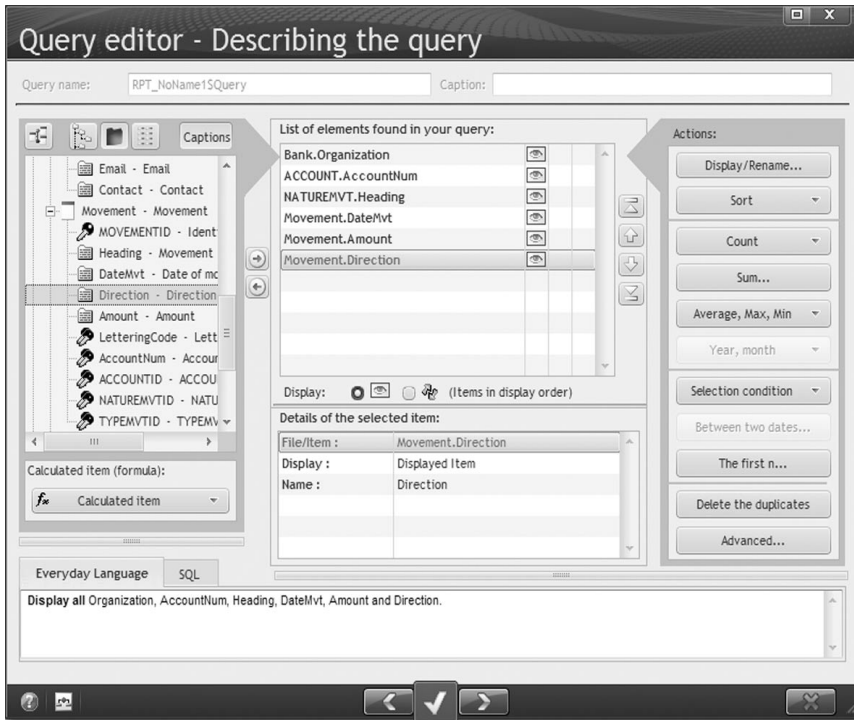 Query editor - Describing the query
X
Query name: RPT_NoName1$Query Caption:
Captions
Email - Email
Contact - Contact
Movement - Movement
MOVEMENTID - Ident
Heading - Movement
DateMvt - Date of mo
Direction - Direction
Amount - Amount
LetteringCode - Lett
AccountNum - Accour
ACCOUNTID - ACCOU
NATUREMVTID - NATU
TYPEMVTID - TYPEMV
Calculated item (formula):
fx Calculated item
List of elements found in your query:
Bank.Organization
ACCOUNT.AccountNum
NATUREMVT.Heading
Movement.DateMvt
Movement.Amount
Movement.Direction
Display: (Items in display order)
Details of the selected item:
File/Item : Movement.Direction
Display : Displayed Item
Name : Direction
Actions:
Display/Rename...
Sort
Count
Sum...
Average, Max, Min
Year, month
Selection condition
Between two dates...
The first n...
Delete the duplicates
Advanced...
Everyday Language SQL
Display all Organization, AccountNum, Heading, DateMvt, Amount and Direction.
?